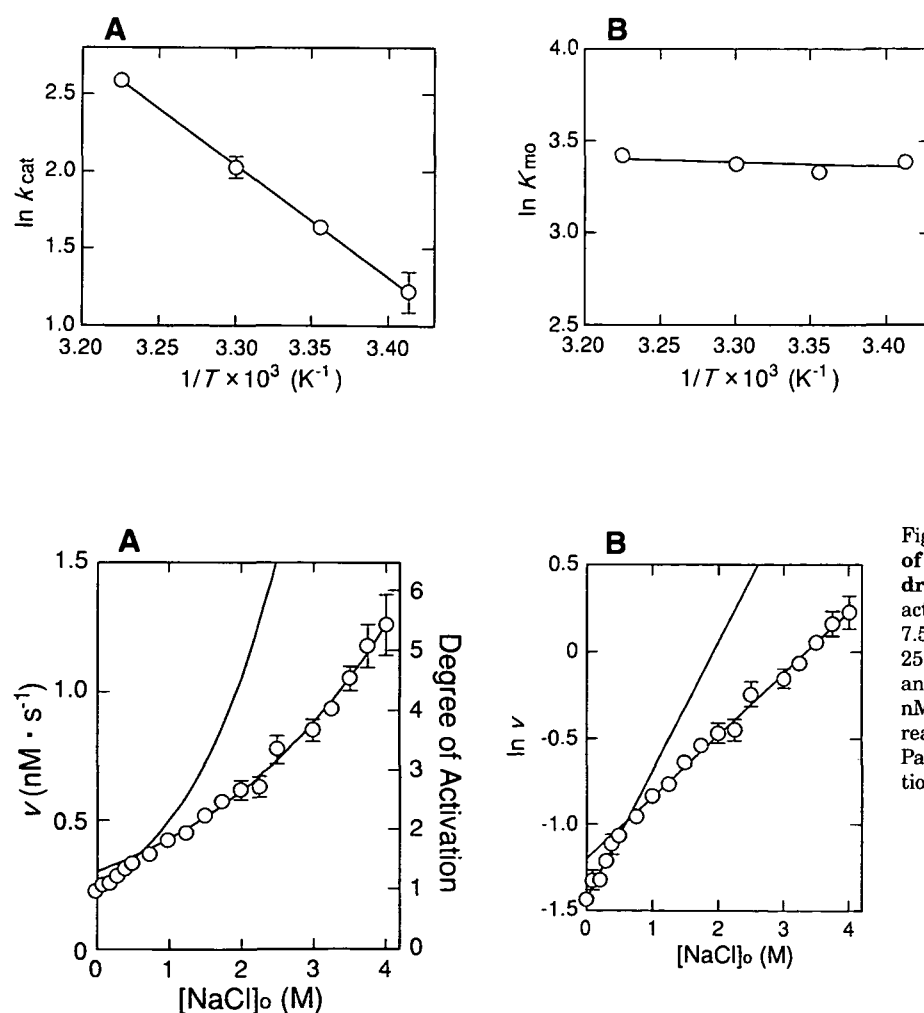 A
ln kcat
2.5
2.0
1.5
1.0
3.20 3.25 3.30 3.35 3.40
1/T × 10³ (K⁻¹)
B
ln Kmo
4.0
3.5
3.0
2.5
3.20 3.25 3.30 3.35 3.40
1/T × 10³ (K⁻¹)
A
ν (nM · s⁻¹)
1.5
1.0
0.5
0
0 1 2 3 4
[NaCl]o (M)
Degree of Activation
6
5
4
3
2
1
0
B
ln ν
0.5
0
-0.5
-1.0
-1.5
0 1 2 3 4
[NaCl]o (M)
Fig
of
dr
act
7.5
25
an
nM
rea
Pa
tio